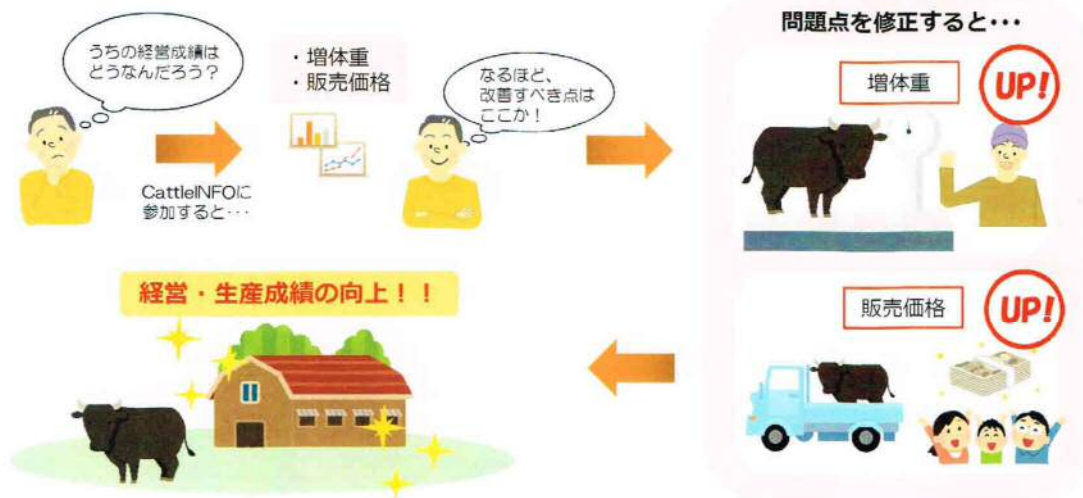 うちの経営成績は
どうなんだろう？
CattleINFOに
参加すると・・・
・増体重
・販売価格
なるほど、
改善すべき点は
ここか！
問題点を修正すると・・・
増体重
UP!
販売価格
UP!
経営・生産成績の向上！！